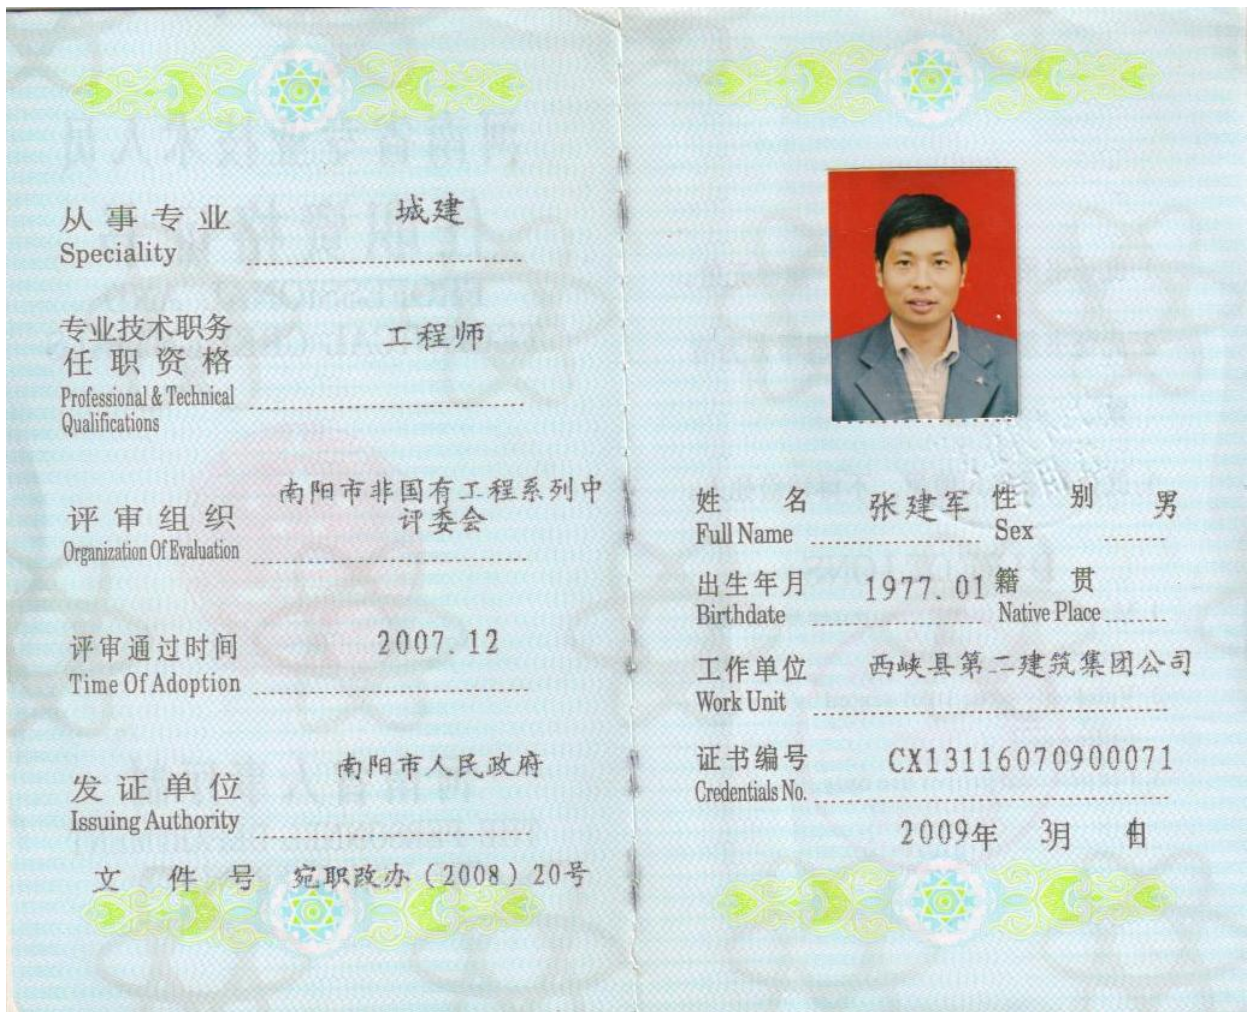 从事专业 城建
Speciality
专业技术职务
任职资格 工程师
Professional & Technical
Qualifications
南阳市非国有工程系列中
评审组织 评委会
Organization Of Evaluation
评审通过时间 2007.12
Time Of Adoption
发证单位 南阳市人民政府
Issuing Authority
文件号 宛职改办（2008）20号
姓名 张建军 性别 男
Full Name Sex
出生年月 1977.01 籍贯
Birthdate Native Place
工作单位 西峡县第二建筑集团公司
Work Unit
证书编号 CX13116070900071
Credentials No.
2009年 3月 4日